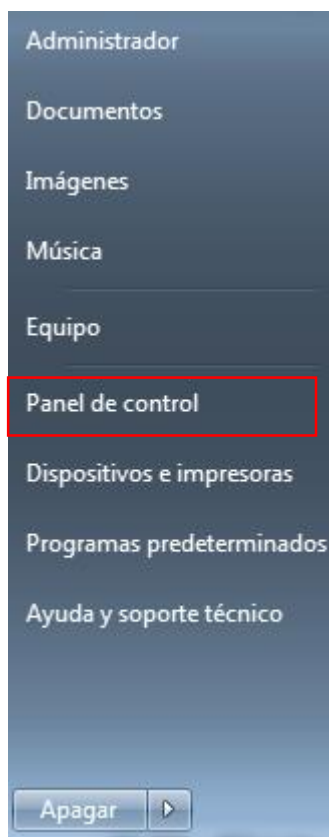 Administrador
Documentos
Imágenes
Música
Equipo
Panel de control
Dispositivos e impresoras
Programas predeterminados
Ayuda y soporte técnico
Apagar